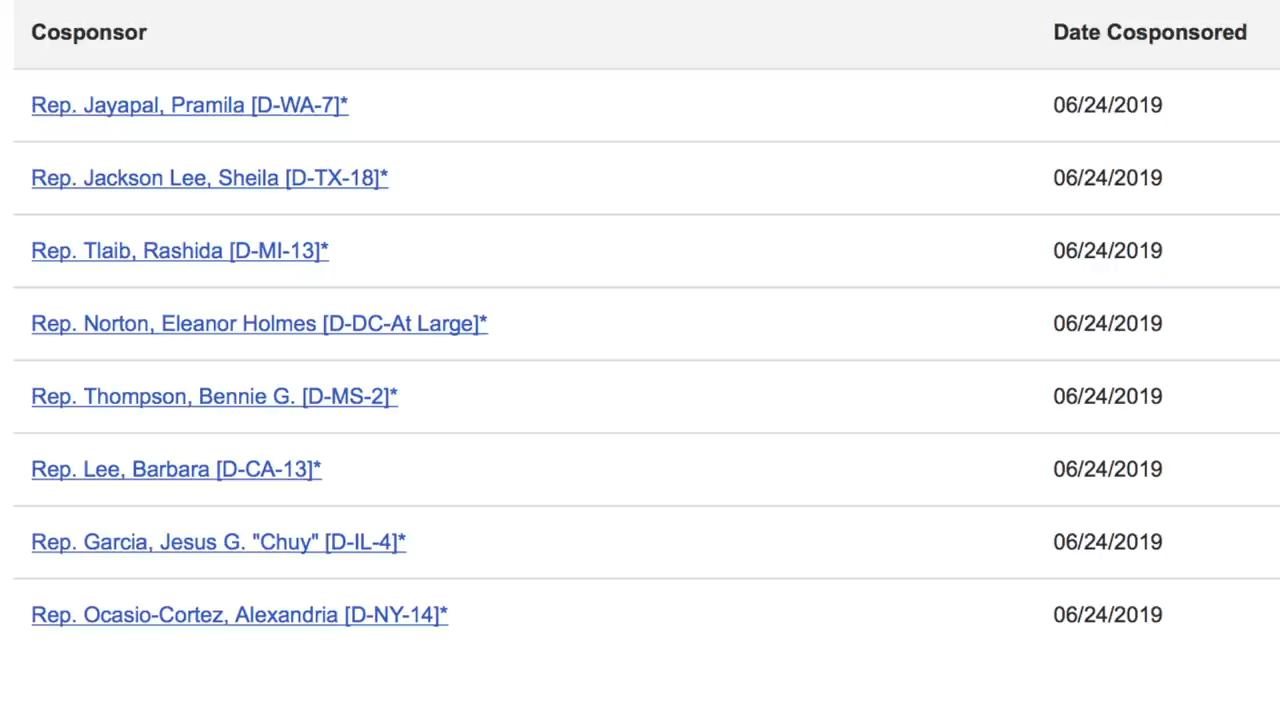 Cosponsor Date Cosponsored
Rep. Jayapal, Pramila [D-WA-7]* 06/24/2019
Rep. Jackson Lee, Sheila [D-TX-18]* 06/24/2019
Rep. Tlaib, Rashida [D-MI-13]* 06/24/2019
Rep. Norton, Eleanor Holmes [D-DC-At Large]* 06/24/2019
Rep. Thompson, Bennie G. [D-MS-2]* 06/24/2019
Rep. Lee, Barbara [D-CA-13]* 06/24/2019
Rep. Garcia, Jesus G. "Chuy" [D-IL-4]* 06/24/2019
Rep. Ocasio-Cortez, Alexandria [D-NY-14]* 06/24/2019